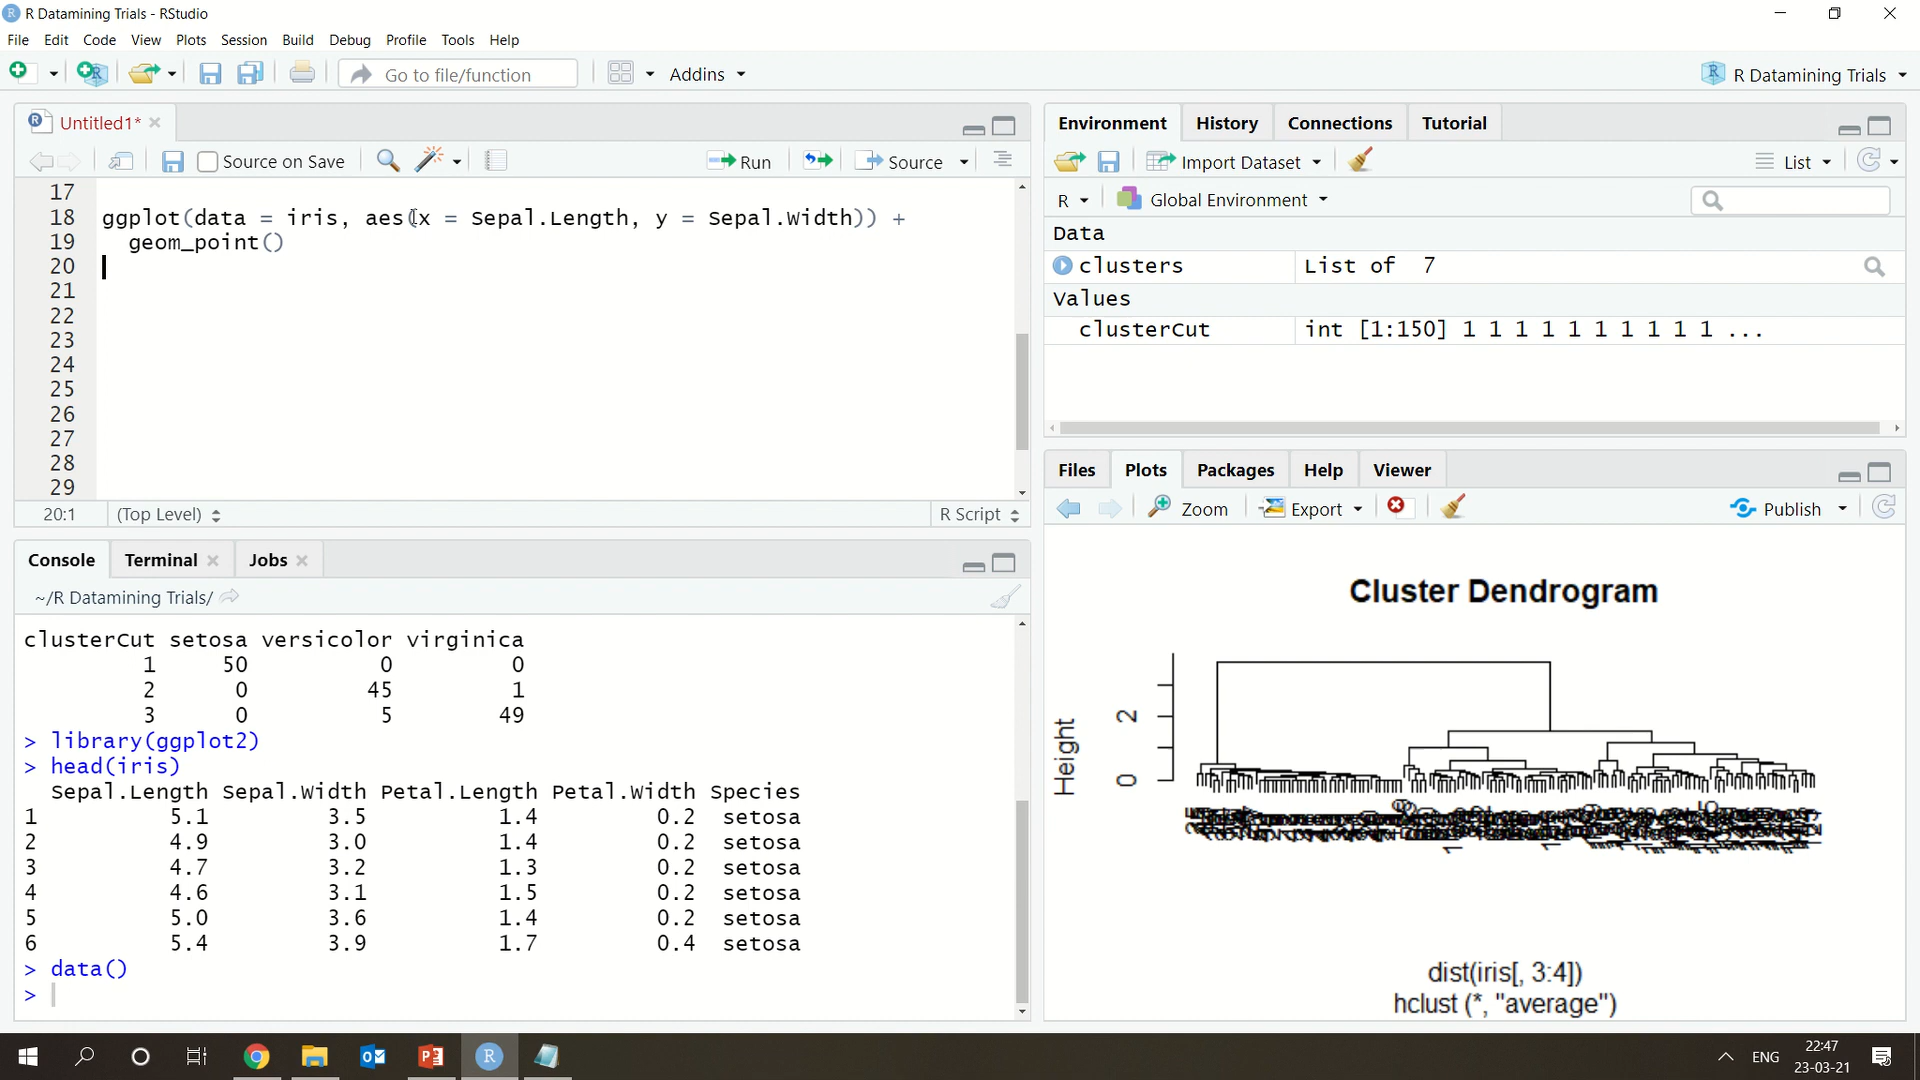 R Datamining Trials - RStudio
File Edit Code View Plots Session Build Debug Profile Tools Help
Go to file/function Addins R Datamining Trials
Untitled1*
Source on Save Run Source
17
18 ggplot(data = iris, aes(x = Sepal.Length, y = Sepal.Width)) +
19 geom_point()
20
21
22
23
24
25
26
27
28
29
20:1 (Top Level) R Script
Console Terminal Jobs
~/R Datamining Trials/
clusterCut setosa versicolor virginica
1 50 0 0
2 0 45 1
3 0 5 49
> library(ggplot2)
> head(iris)
Sepal.Length Sepal.Width Petal.Length Petal.Width Species
1 5.1 3.5 1.4 0.2 setosa
2 4.9 3.0 1.4 0.2 setosa
3 4.7 3.2 1.3 0.2 setosa
4 4.6 3.1 1.5 0.2 setosa
5 5.0 3.6 1.4 0.2 setosa
6 5.4 3.9 1.7 0.4 setosa
> data()
>
Environment History Connections Tutorial
Import Dataset List
R Global Environment
Data
clusters List of 7
Values
clusterCut int [1:150] 1 1 1 1 1 1 1 1 1 1 ...
Files Plots Packages Help Viewer
Zoom Export Publish
Cluster Dendrogram
Height
2
0
dist(iris[, 3:4])
hclust (*, "average")
ENG
22:47
23-03-21